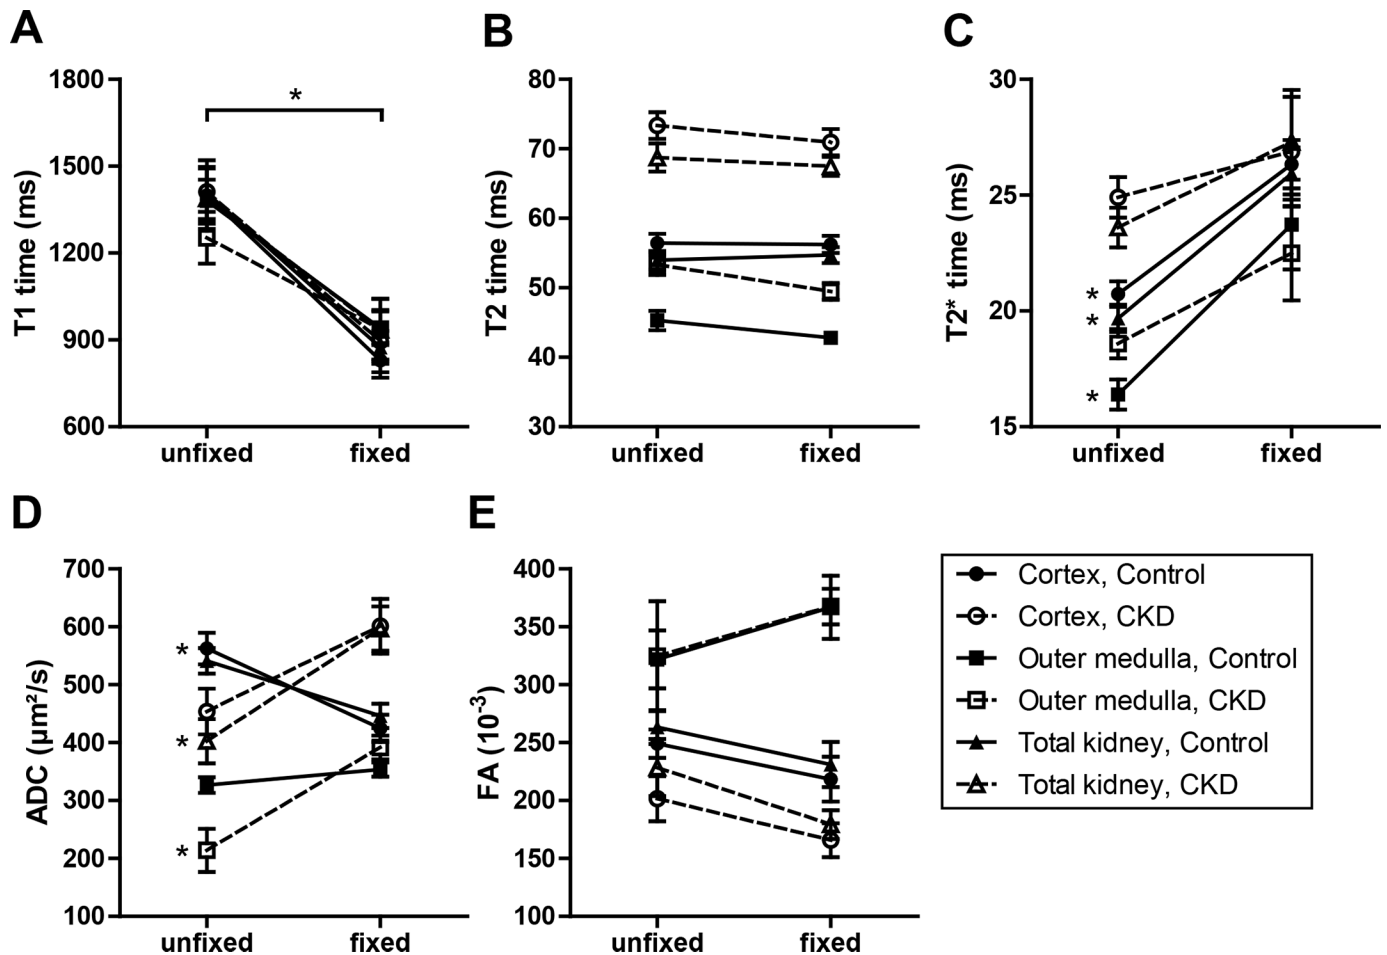 A
T1 time (ms)
1800
1500
1200
900
600
*
unfixed
fixed
B
T2 time (ms)
80
70
60
50
40
30
unfixed
fixed
C
T2* time (ms)
30
25
20
15
*
*
*
unfixed
fixed
D
ADC (µm²/s)
700
600
500
400
300
200
100
*
*
*
unfixed
fixed
E
FA (10⁻³)
400
350
300
250
200
150
100
unfixed
fixed
Cortex, Control
Cortex, CKD
Outer medulla, Control
Outer medulla, CKD
Total kidney, Control
Total kidney, CKD